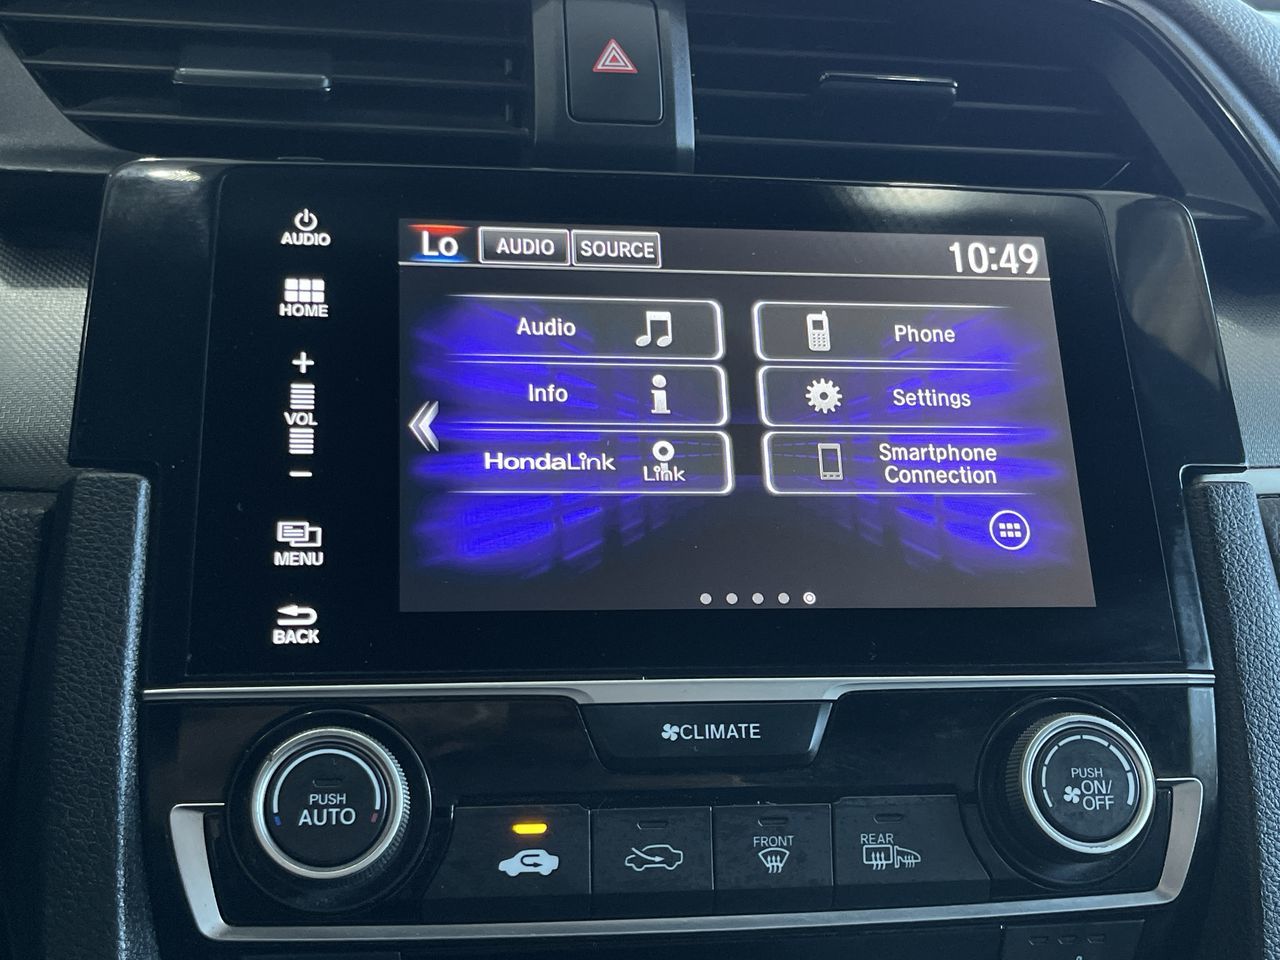 AUDIO
HOME
+
VOL
−
MENU
BACK
Lo AUDIO SOURCE 10:49
Audio
Phone
Info
Settings
HondaLink Link
Smartphone
Connection
CLIMATE
PUSH
AUTO
FRONT
REAR
PUSH
ON/
OFF